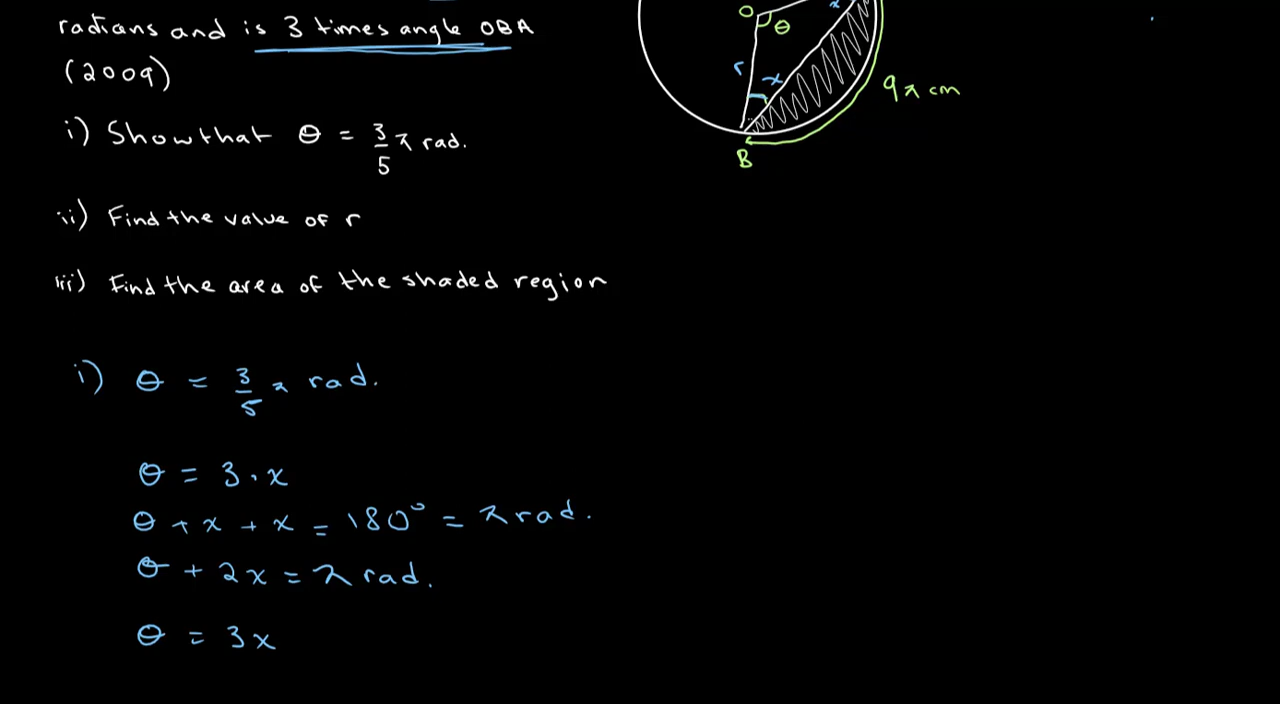 radians and is 3 times angle OBA
(2009)
i) Show that θ = 3/5 π rad.
ii) Find the value of r
iii) Find the area of the shaded region
O
θ
x
r
x
9π cm
B
i) θ = 3/5 π rad.
θ = 3 . x
θ + x + x = 180° = π rad.
θ + 2x = π rad.
θ = 3x